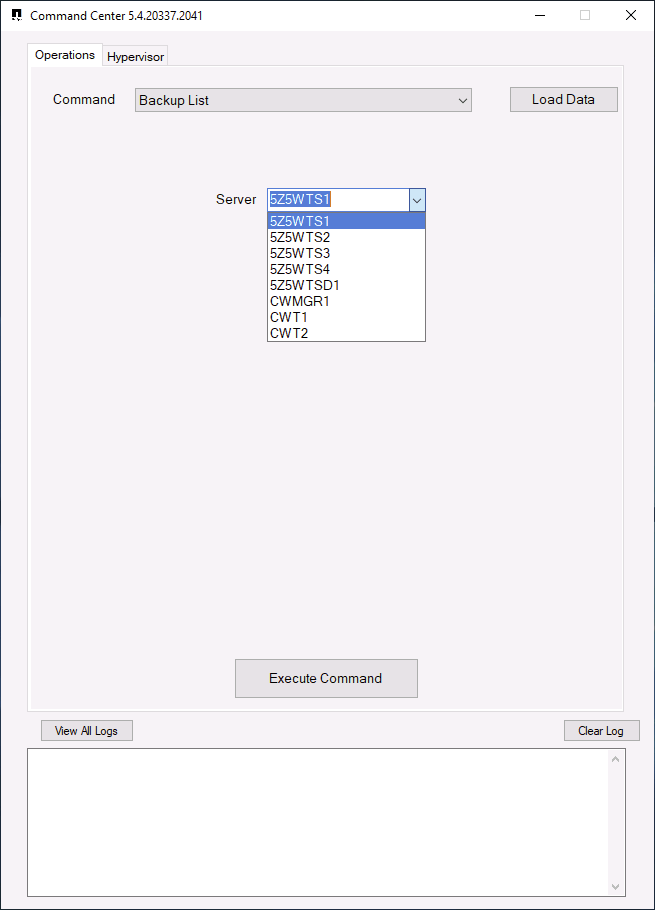 Command Center 5.4.20337.2041
Operations Hypervisor
Command Backup List Load Data
Server 5Z5WTS1
5Z5WTS1
5Z5WTS2
5Z5WTS3
5Z5WTS4
5Z5WTSD1
CWMGR1
CWT1
CWT2
Execute Command
View All Logs Clear Log